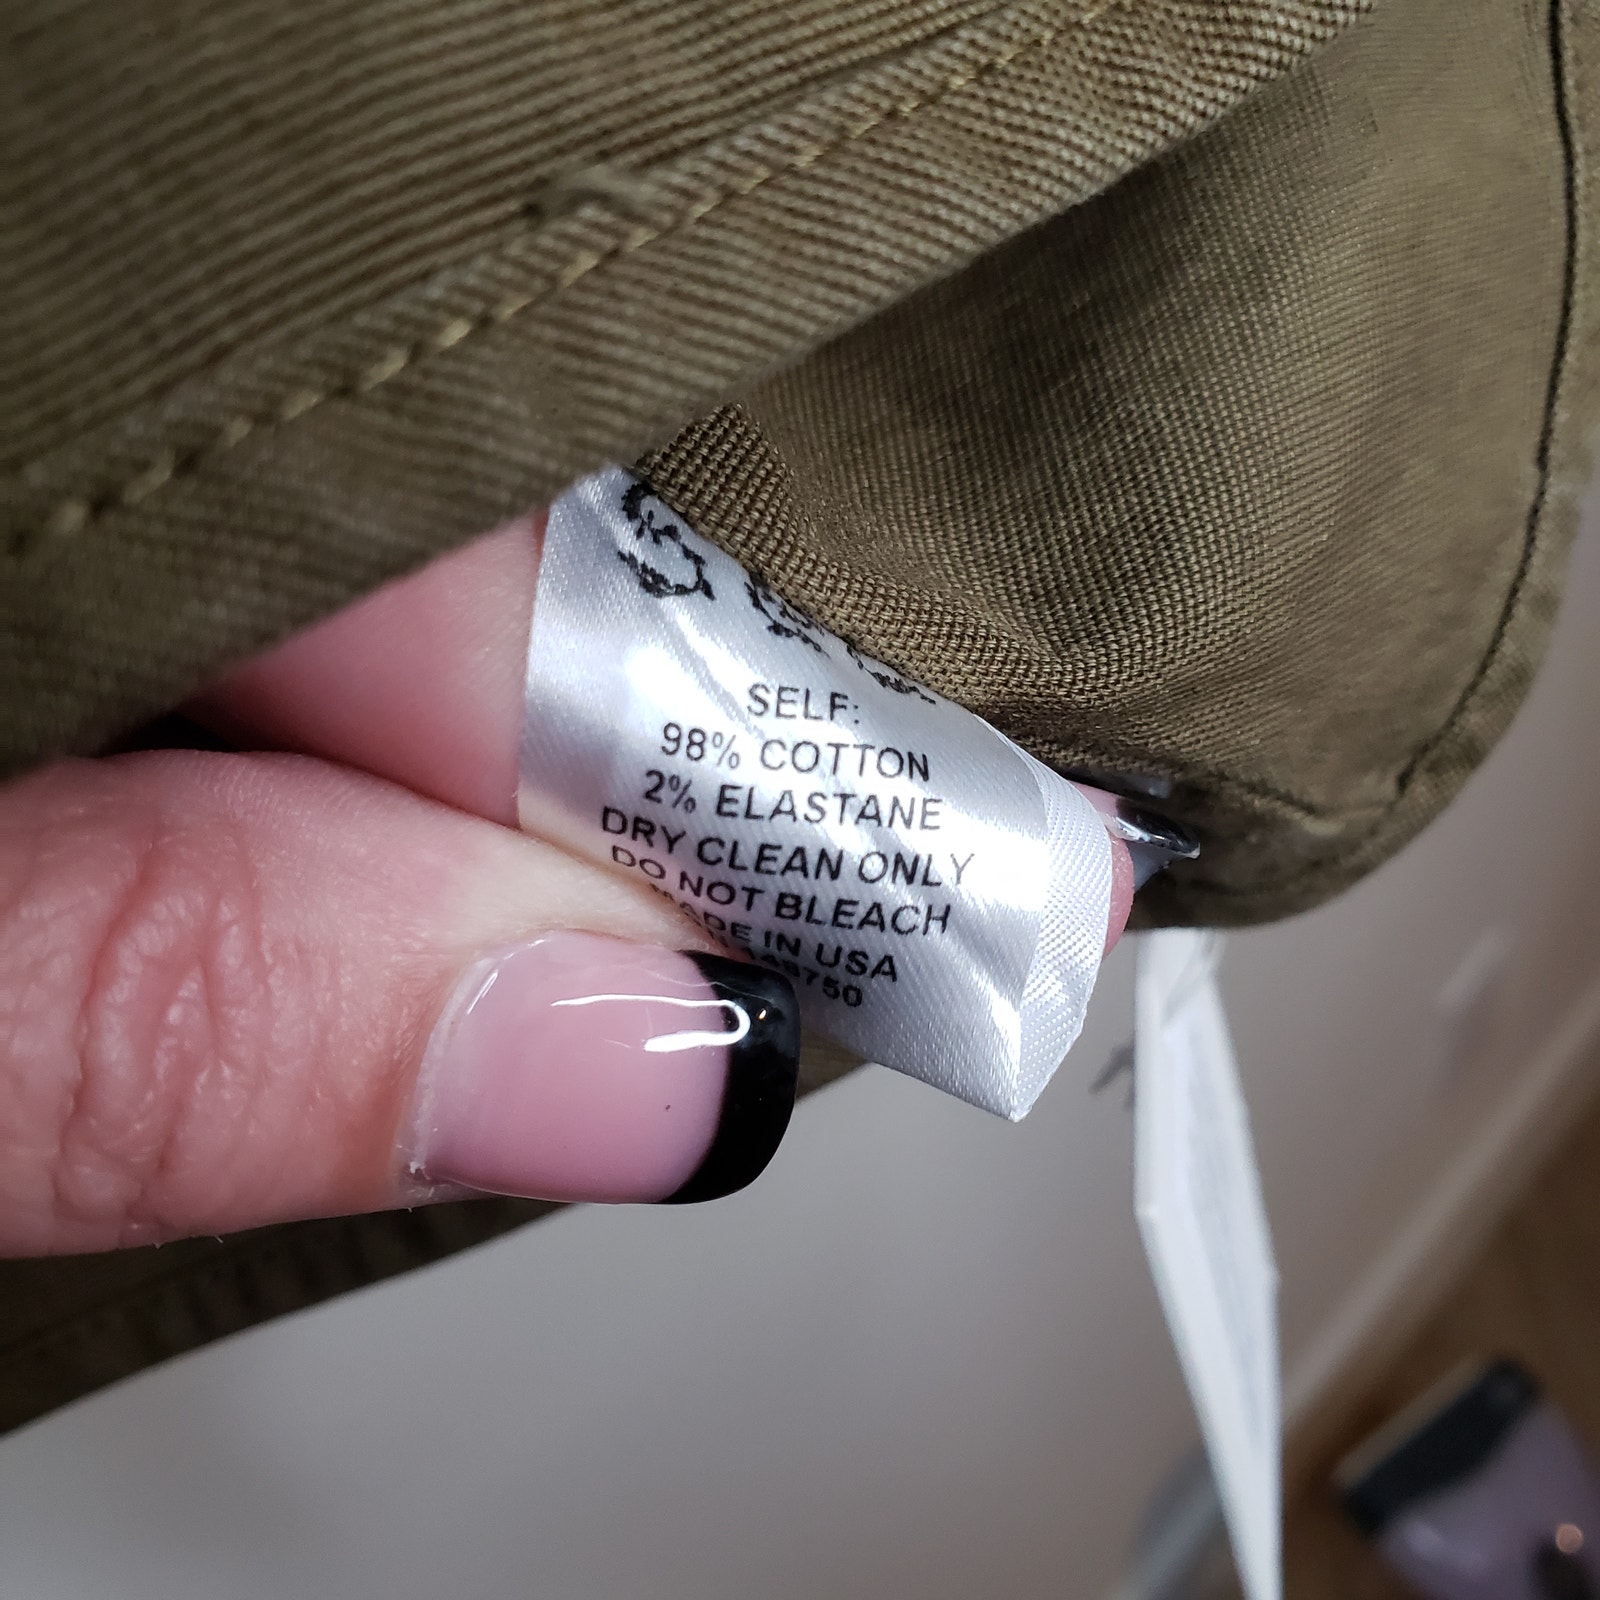 SELF:
98% COTTON
2% ELASTANE
DRY CLEAN ONLY
DO NOT BLEACH
MADE IN USA